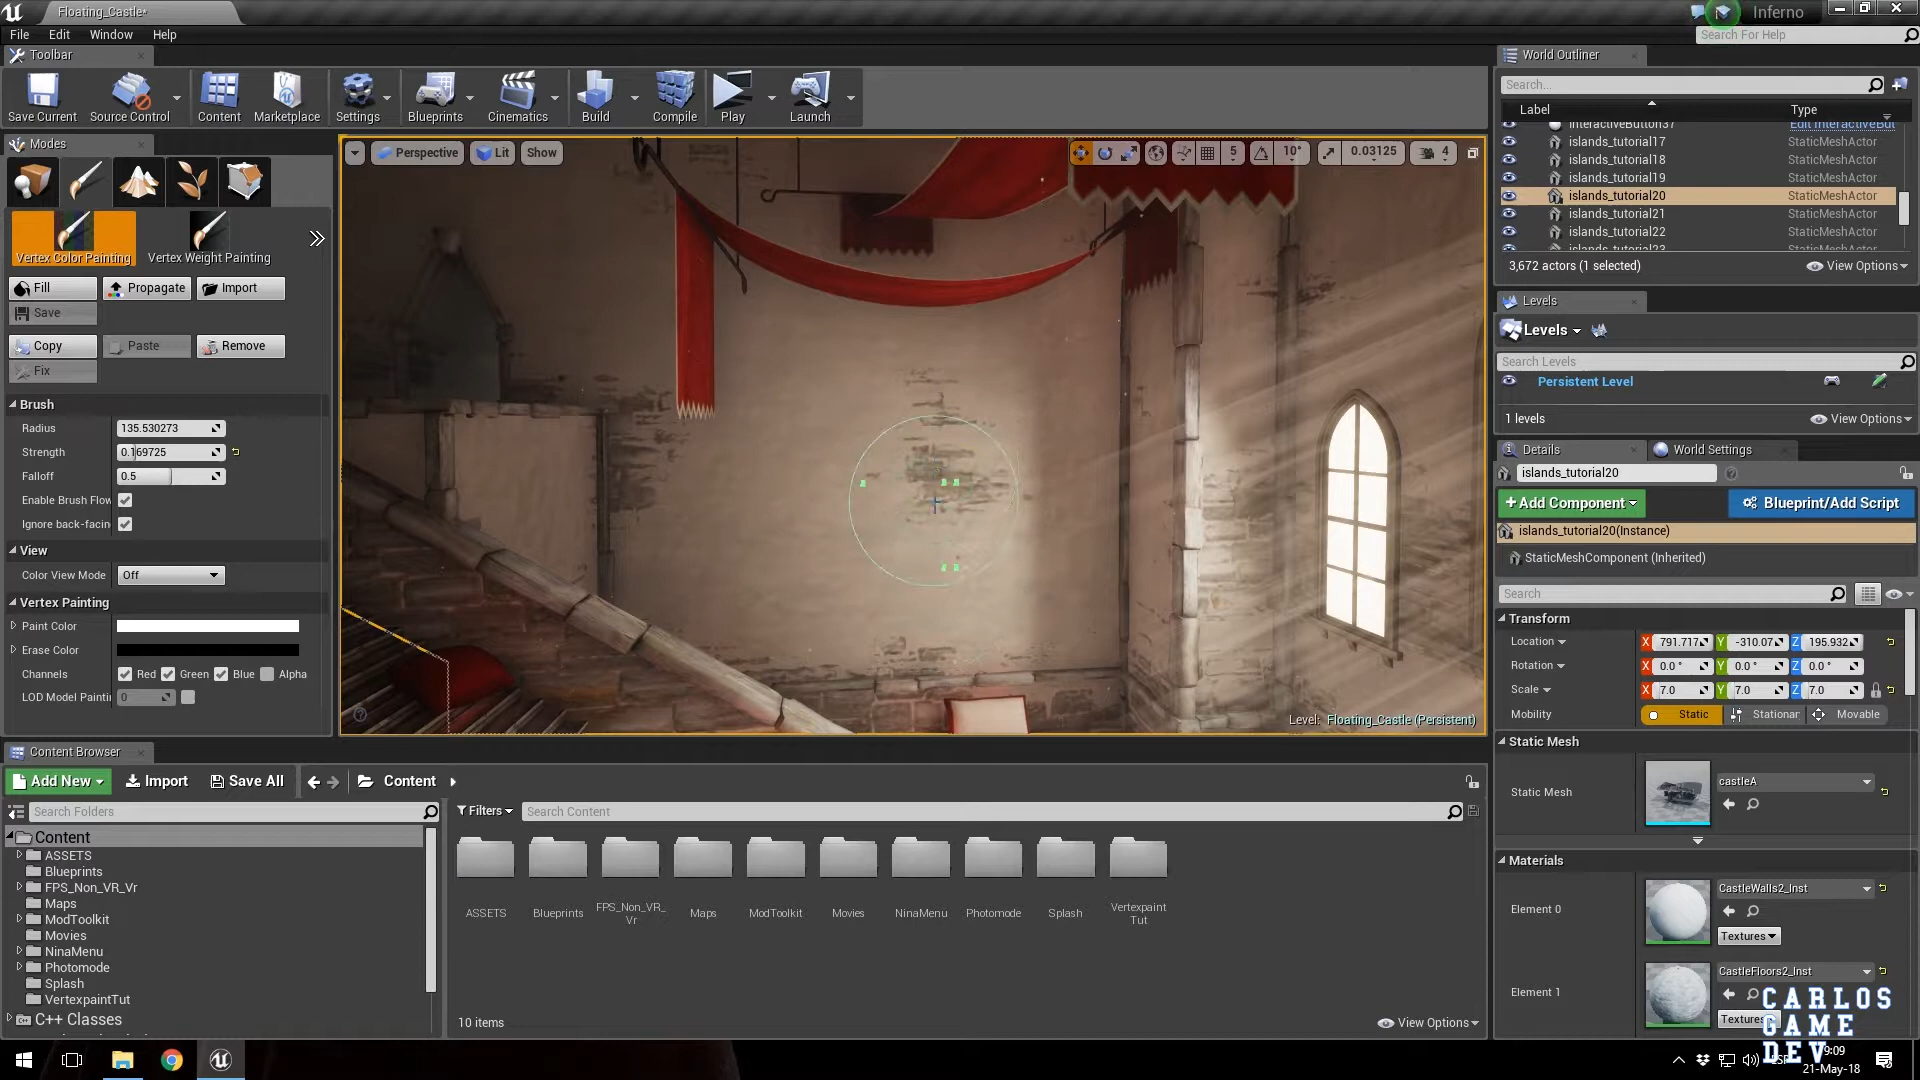 Floating_Castle*
Inferno
File Edit Window Help
Search For Help
Toolbar
Save Current
Source Control
Content
Marketplace
Settings
Blueprints
Cinematics
Build
Compile
Play
Launch
World Outliner
Search...
Label Type
InteractiveButton37 Edit InteractiveBut
islands_tutorial17 StaticMeshActor
islands_tutorial18 StaticMeshActor
islands_tutorial19 StaticMeshActor
islands_tutorial20 StaticMeshActor
islands_tutorial21 StaticMeshActor
islands_tutorial22 StaticMeshActor
islands_tutorial23 StaticMeshActor
3,672 actors (1 selected) View Options
Modes
Vertex Color Painting
Vertex Weight Painting
Fill Propagate Import
Save
Copy Paste Remove
Fix
Brush
Radius 135.530273
Strength 0.169725
Falloff 0.5
Enable Brush Flow
Ignore back-facin
View
Color View Mode Off
Vertex Painting
Paint Color
Erase Color
Channels Red Green Blue Alpha
LOD Model Paintin 0
Perspective Lit Show
5 10° 0.03125 4
Level: Floating_Castle (Persistent)
Levels
Levels
Search Levels
Persistent Level
1 levels View Options
Details World Settings
islands_tutorial20
+Add Component Blueprint/Add Script
islands_tutorial20(Instance)
StaticMeshComponent (Inherited)
Search
Transform
Location X 791.717 Y -310.07 Z 195.932
Rotation X 0.0 ° Y 0.0 ° Z 0.0 °
Scale X 7.0 Y 7.0 Z 7.0
Mobility Static Stationar Movable
Static Mesh
Static Mesh castleA
Materials
Element 0 CastleWalls2_Inst
Textures
Element 1 CastleFloors2_Inst
Textures
Content Browser
Add New Import Save All Content
Search Folders
Filters Search Content
Content
ASSETS
Blueprints
FPS_Non_VR_Vr
Maps
ModToolkit
Movies
NinaMenu
Photomode
Splash
VertexpaintTut
C++ Classes
ASSETS
Blueprints
FPS_Non_VR_
Vr
Maps
ModToolkit
Movies
NinaMenu
Photomode
Splash
Vertexpaint
Tut
10 items View Options
CARLOS
GAME
DEV
9:09
21-May-18